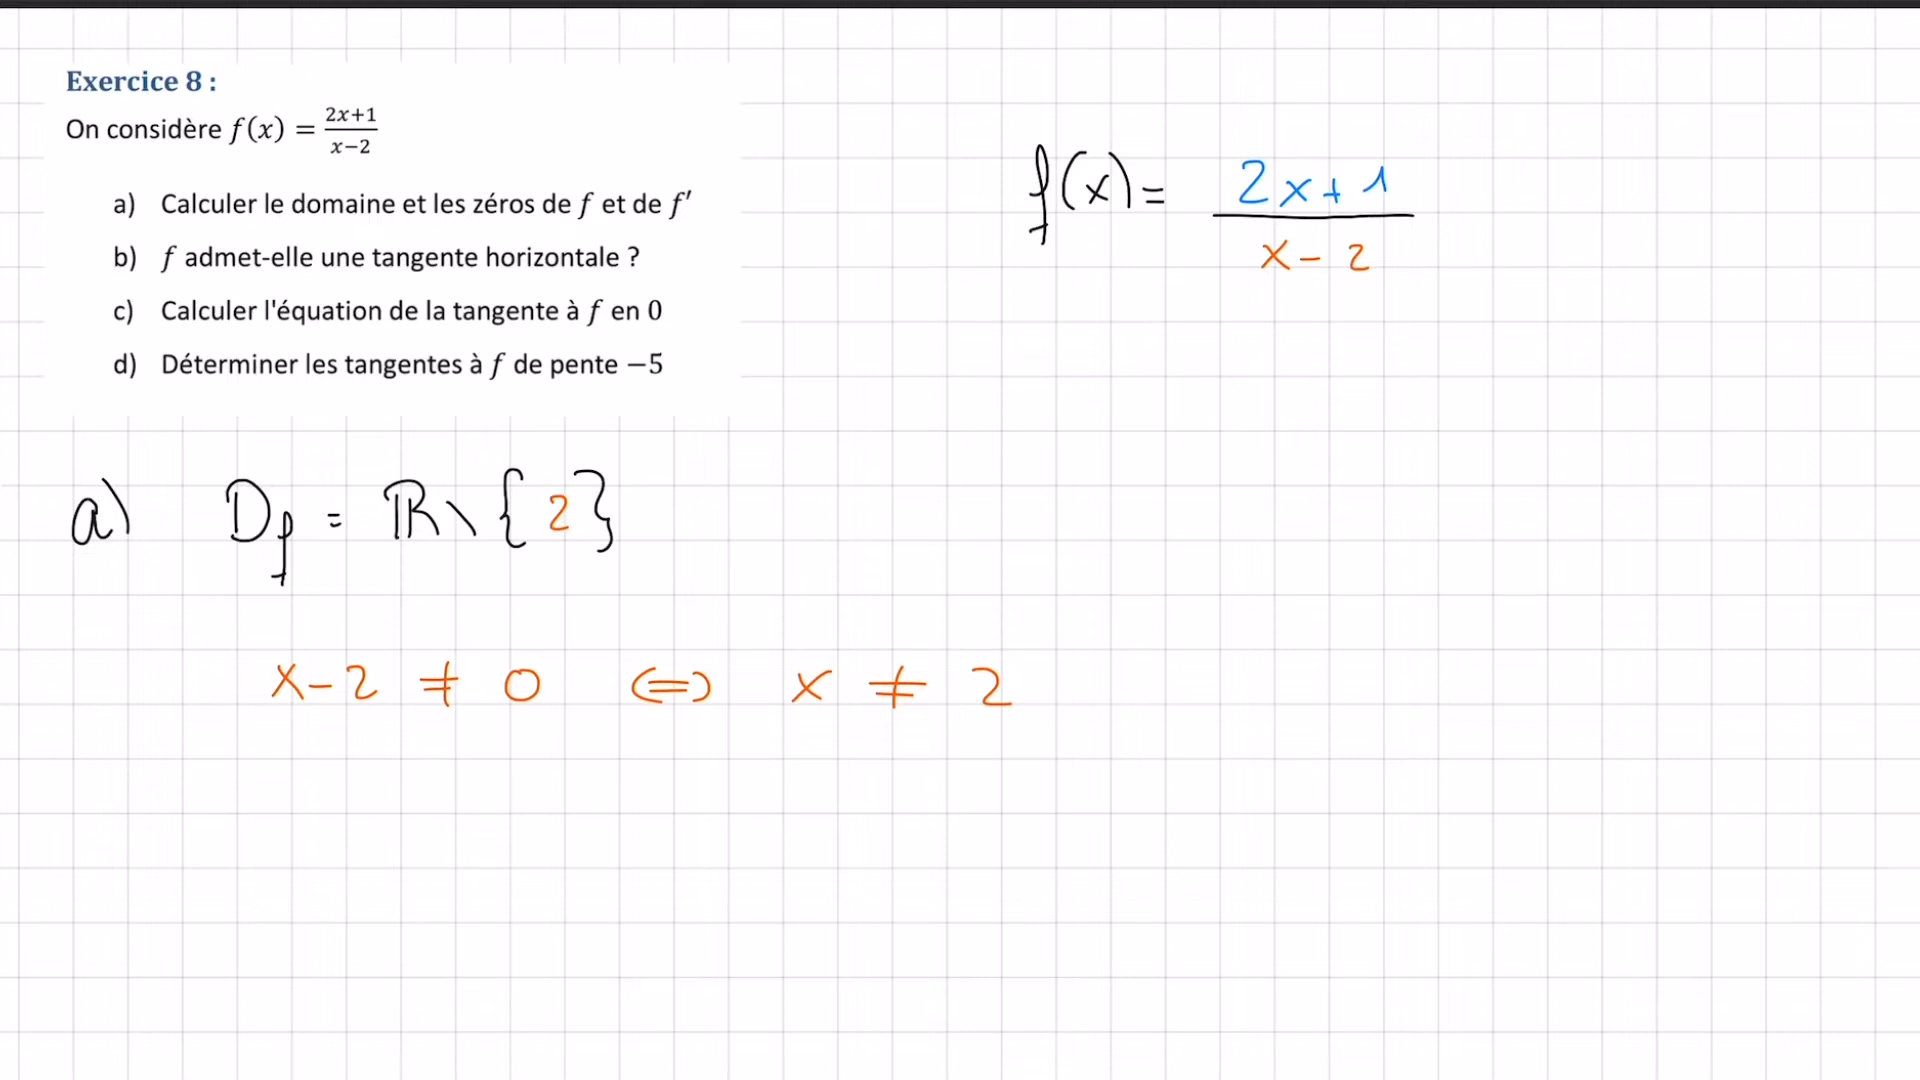 Exercice 8 :
On considère f(x) = (2x+1)/(x−2)
a) Calculer le domaine et les zéros de f et de f′
b) f admet-elle une tangente horizontale ?
c) Calculer l'équation de la tangente à f en 0
d) Déterminer les tangentes à f de pente −5
f(x) = (2x+1)/(x-2)
a) Df = ℝ \ {2}
x-2 ≠ 0 ⇔ x ≠ 2